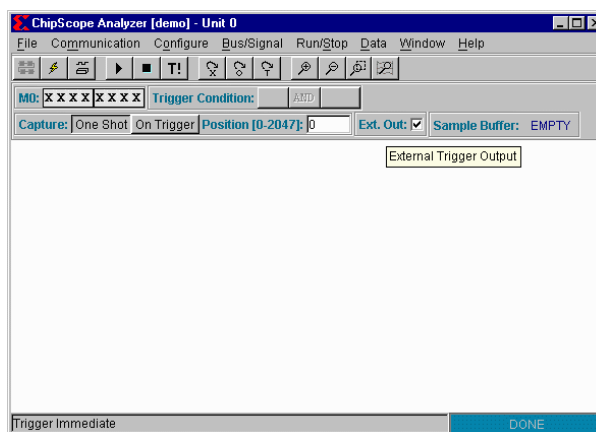 ChipScope Analyzer [demo] - Unit 0
File Communication Configure Bus/Signal Run/Stop Data Window Help
T! X O T
M0: X X X X X X X X Trigger Condition: AND
Capture: One Shot On Trigger Position [0-2047]: 0 Ext. Out: Sample Buffer: EMPTY
External Trigger Output
Trigger Immediate DONE